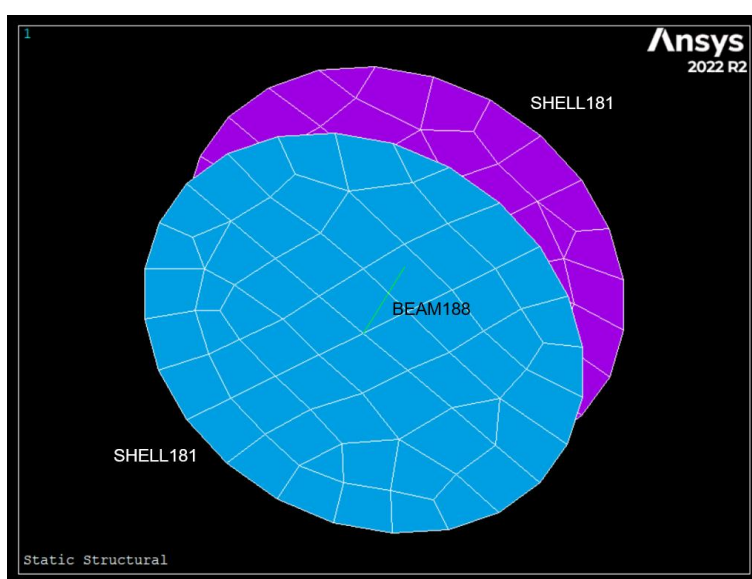 1
Ansys
2022 R2
SHELL181
BEAM188
SHELL181
Static Structural